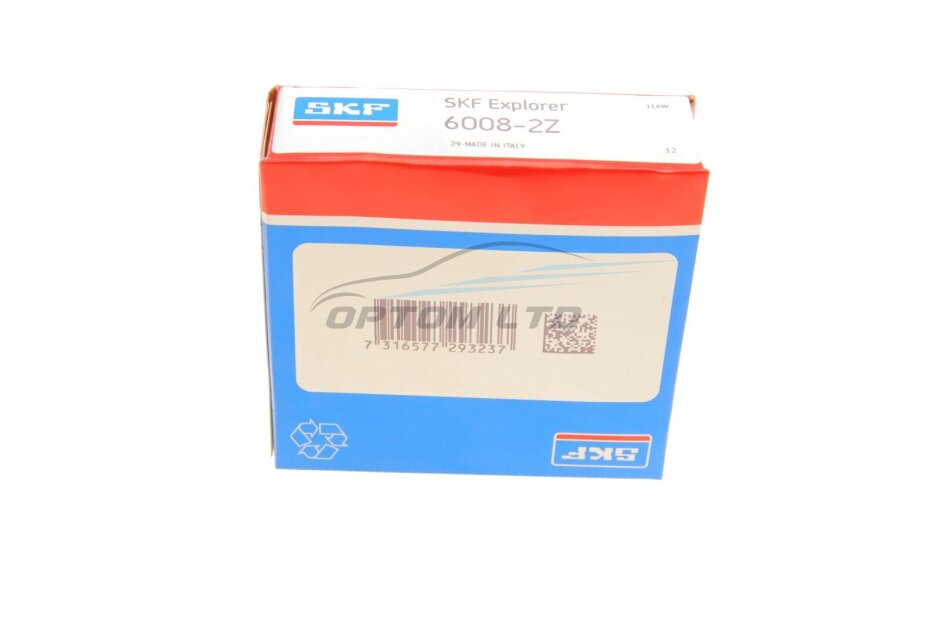 SKF
SKF Explorer
6008-2Z
29-MADE IN ITALY
116W
12
OPTOM LTD
7 316577 293237
SKF